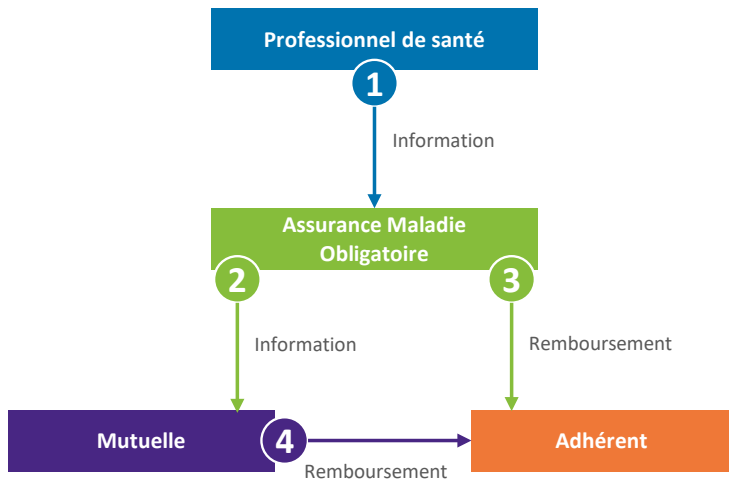 Professionnel de santé
1
Information
Assurance Maladie
Obligatoire
2
3
Information
Remboursement
Mutuelle
4
Adhérent
Remboursement